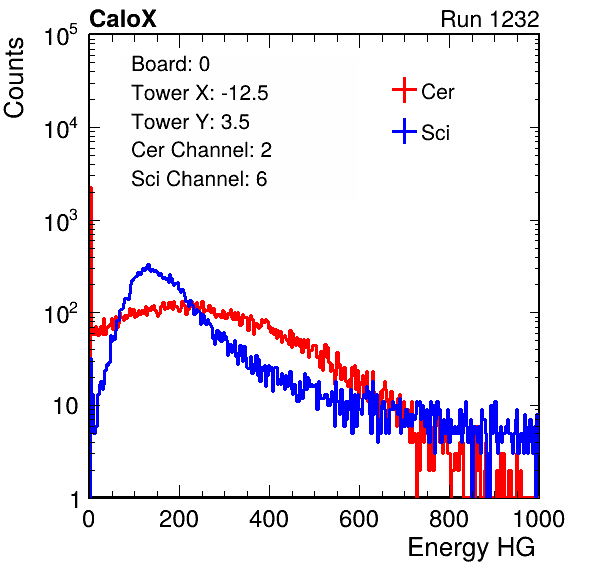 CaloX Run 1232
Counts
10^5
10^4
10^3
10^2
10
1
Board: 0
Tower X: -12.5
Tower Y: 3.5
Cer Channel: 2
Sci Channel: 6
Cer
Sci
0 200 400 600 800 1000
Energy HG